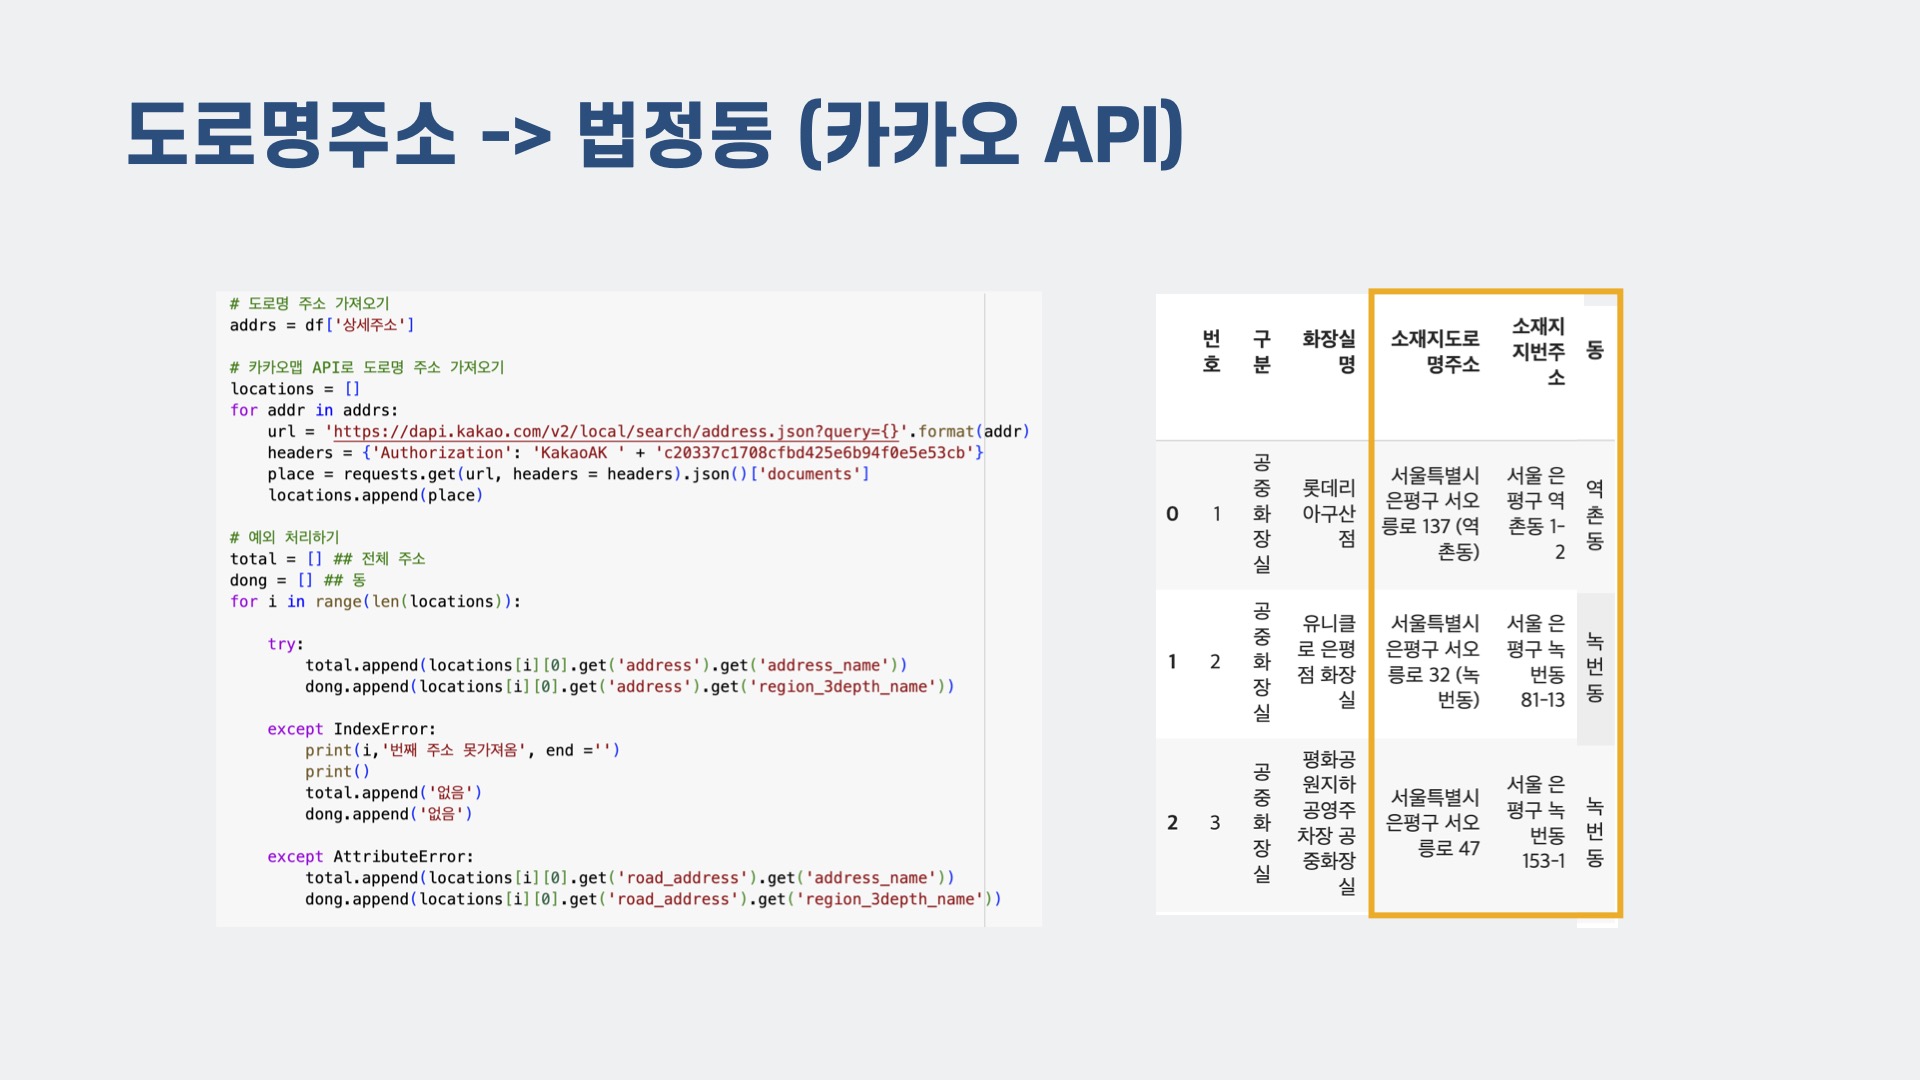 도로명주소 -> 법정동 (카카오 API)
# 도로명 주소 가져오기
addrs = df['상세주소']
# 카카오맵 API로 도로명 주소 가져오기
locations = []
for addr in addrs:
    url = 'https://dapi.kakao.com/v2/local/search/address.json?query={}'.format(addr)
    headers = {'Authorization': 'KakaoAK ' + 'c20337c1708cfbd425e6b94f0e5e53cb'}
    place = requests.get(url, headers = headers).json()['documents']
    locations.append(place)
# 예외 처리하기
total = [] ## 전체 주소
dong = [] ## 동
for i in range(len(locations)):
    try:
        total.append(locations[i][0].get('address').get('address_name'))
        dong.append(locations[i][0].get('address').get('region_3depth_name'))
    except IndexError:
        print(i,'번째 주소 못가져옴', end ='')
        print()
        total.append('없음')
        dong.append('없음')
    except AttributeError:
        total.append(locations[i][0].get('road_address').get('address_name'))
        dong.append(locations[i][0].get('road_address').get('region_3depth_name'))
번
호
구
분
화장실
명
소재지도로
명주소
소재지
지번주
소
동
0
1
공
중
화
장
실
롯데리
아구산
점
서울특별시
은평구 서오
릉로 137 (역
촌동)
서울 은
평구 역
촌동 1-
2
역
촌
동
1
2
공
중
화
장
실
유니클
로 은평
점 화장
실
서울특별시
은평구 서오
릉로 32 (녹
번동)
서울 은
평구 녹
번동
81-13
녹
번
동
2
3
공
중
화
장
실
평화공
원지하
공영주
차장 공
중화장
실
서울특별시
은평구 서오
릉로 47
서울 은
평구 녹
번동
153-1
녹
번
동